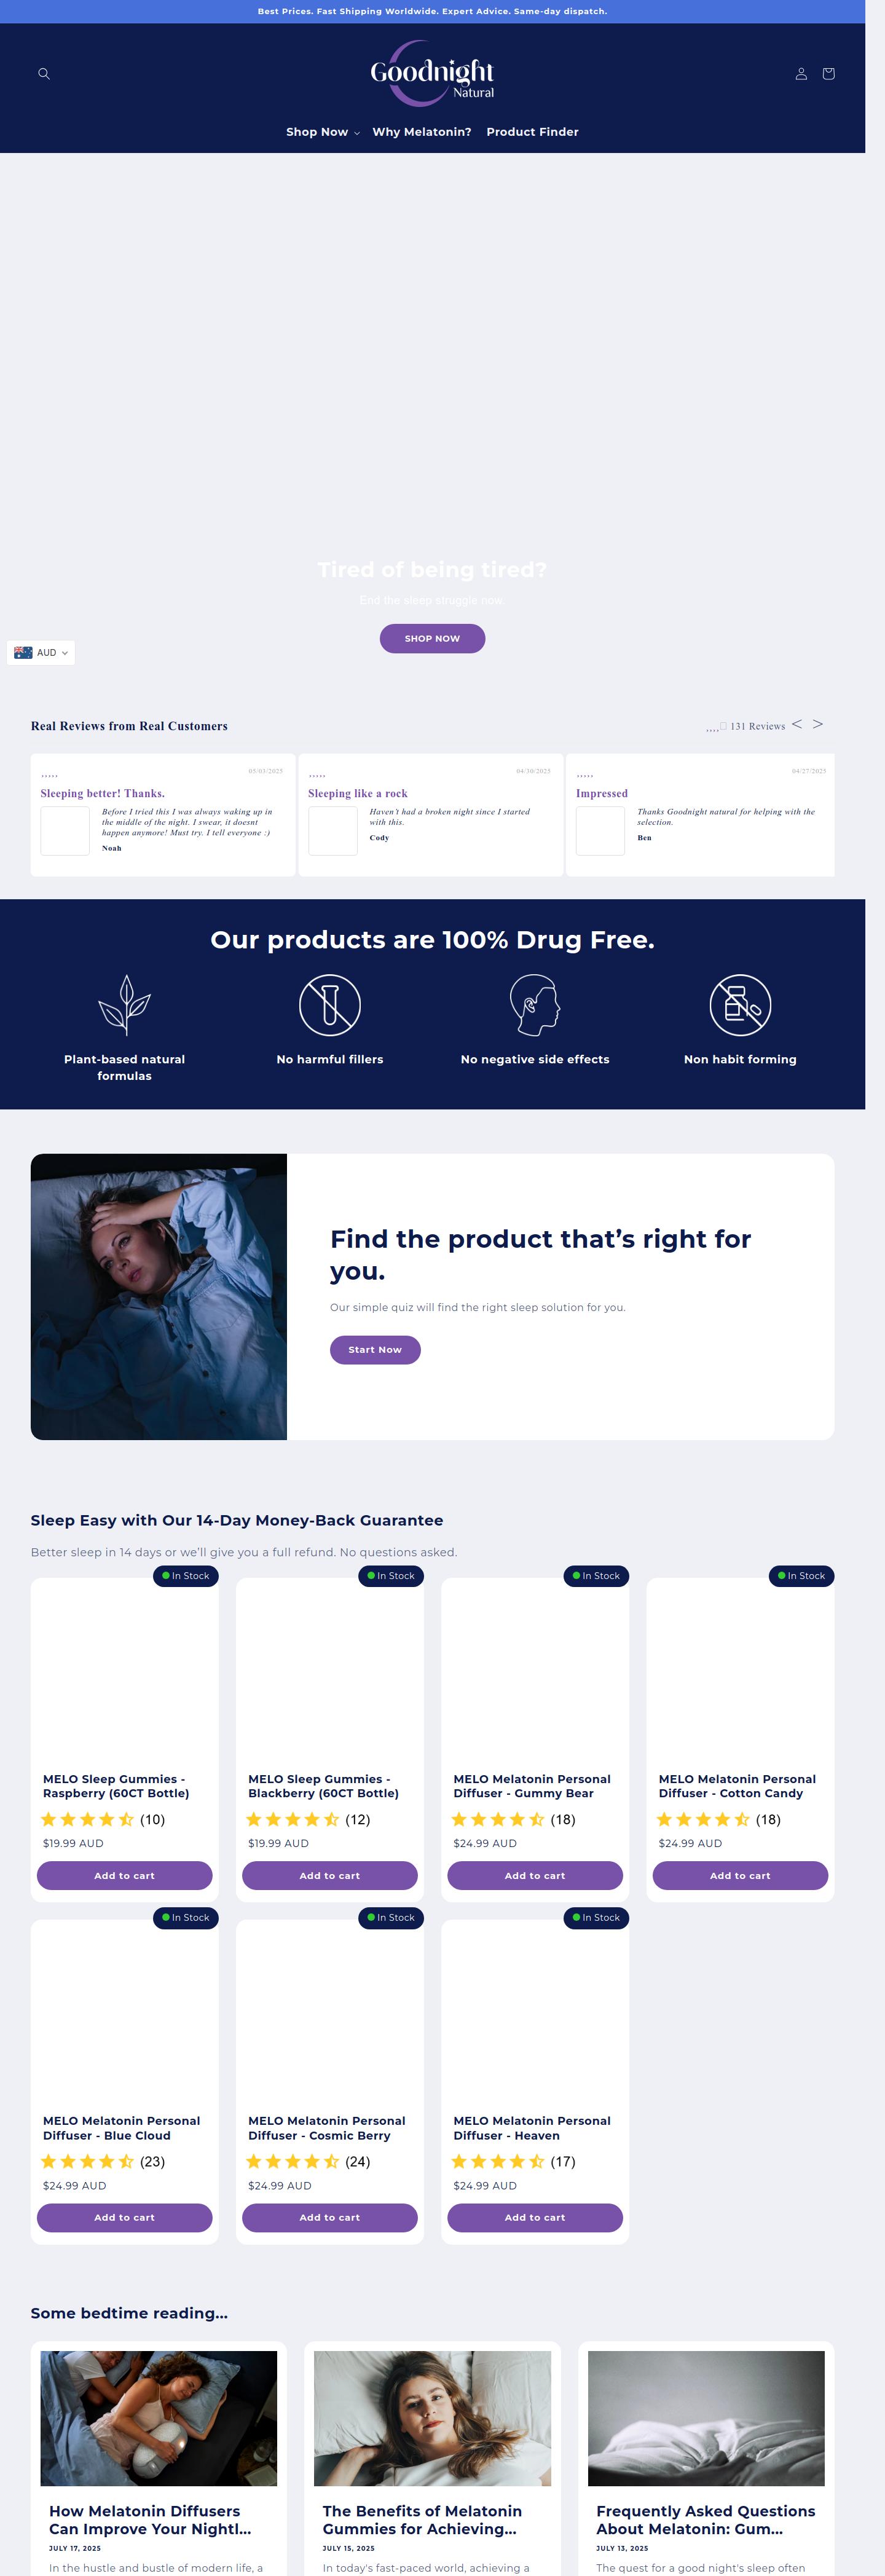 Best Prices. Fast Shipping Worldwide. Expert Advice. Same-day dispatch.
Goodnight
Natural
Shop Now
Why Melatonin?
Product Finder
Tired of being tired?
End the sleep struggle now.
SHOP NOW
AUD
Real Reviews from Real Customers
131 Reviews < >
05/03/2025
Sleeping better! Thanks.
Before I tried this I was always waking up in
the middle of the night. I swear, it doesnt
happen anymore! Must try. I tell everyone :)
Noah
04/30/2025
Sleeping like a rock
Haven't had a broken night since I started
with this.
Cody
04/27/2025
Impressed
Thanks Goodnight natural for helping with the
selection.
Ben
Our products are 100% Drug Free.
Plant-based natural
formulas
No harmful fillers
No negative side effects
Non habit forming
Find the product that's right for
you.
Our simple quiz will find the right sleep solution for you.
Start Now
Sleep Easy with Our 14-Day Money-Back Guarantee
Better sleep in 14 days or we'll give you a full refund. No questions asked.
In Stock
MELO Sleep Gummies -
Raspberry (60CT Bottle)
(10)
$19.99 AUD
Add to cart
In Stock
MELO Sleep Gummies -
Blackberry (60CT Bottle)
(12)
$19.99 AUD
Add to cart
In Stock
MELO Melatonin Personal
Diffuser - Gummy Bear
(18)
$24.99 AUD
Add to cart
In Stock
MELO Melatonin Personal
Diffuser - Cotton Candy
(18)
$24.99 AUD
Add to cart
In Stock
MELO Melatonin Personal
Diffuser - Blue Cloud
(23)
$24.99 AUD
Add to cart
In Stock
MELO Melatonin Personal
Diffuser - Cosmic Berry
(24)
$24.99 AUD
Add to cart
In Stock
MELO Melatonin Personal
Diffuser - Heaven
(17)
$24.99 AUD
Add to cart
Some bedtime reading...
How Melatonin Diffusers
Can Improve Your Nightl...
JULY 17, 2025
In the hustle and bustle of modern life, a
The Benefits of Melatonin
Gummies for Achieving...
JULY 15, 2025
In today's fast-paced world, achieving a
Frequently Asked Questions
About Melatonin: Gum...
JULY 13, 2025
The quest for a good night's sleep often